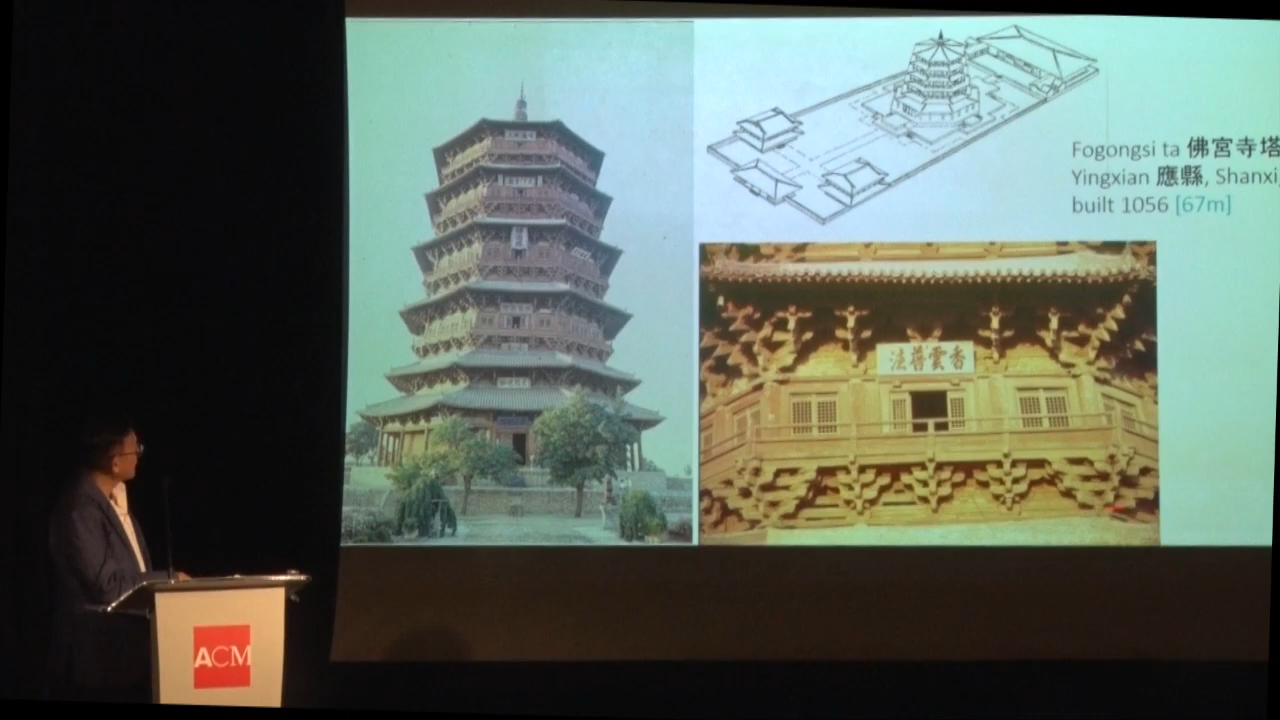 Fogongsi ta 佛宮寺塔
Yingxian 應縣, Shanxi,
built 1056 [67m]
香雲普法
ACM